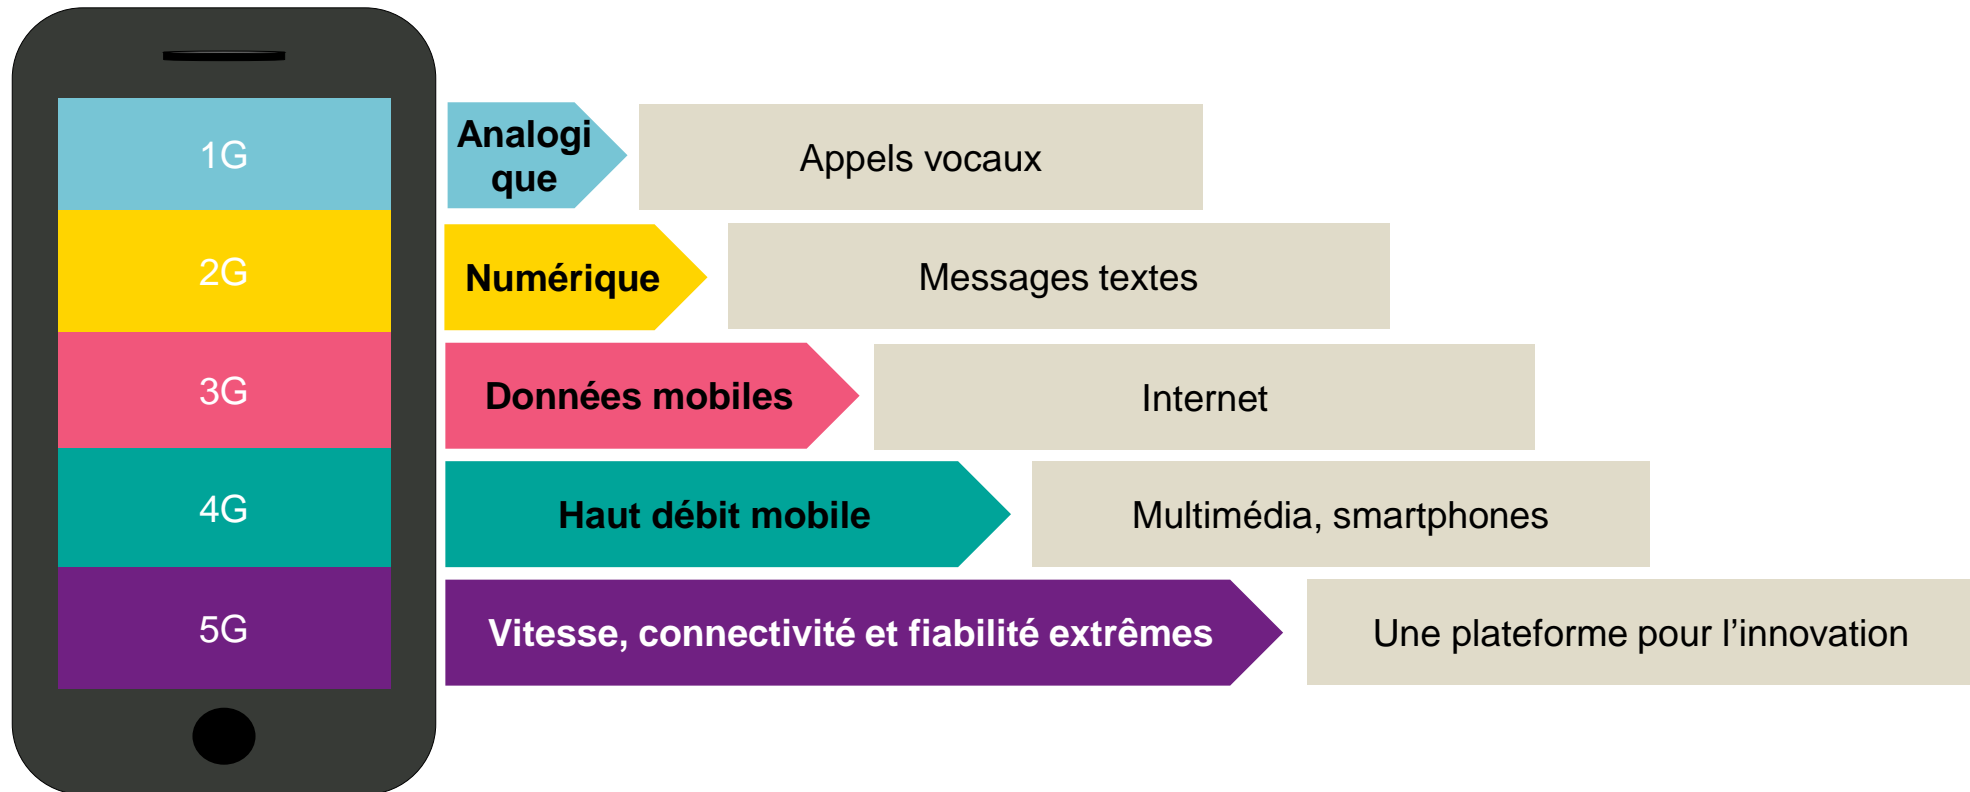 1G
Analogi
que
Appels vocaux
2G
Numérique
Messages textes
3G
Données mobiles
Internet
4G
Haut débit mobile
Multimédia, smartphones
5G
Vitesse, connectivité et fiabilité extrêmes
Une plateforme pour l’innovation